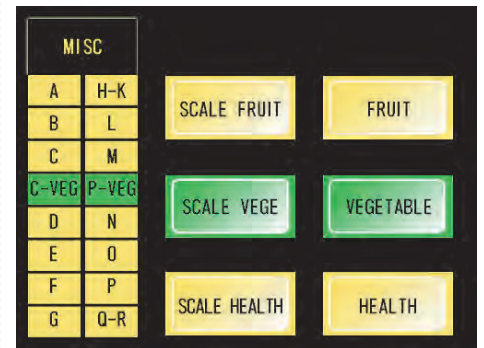 MISC
A H-K
B L
C M
C-VEG P-VEG
D N
E O
F P
G Q-R
SCALE FRUIT FRUIT
SCALE VEGE VEGETABLE
SCALE HEALTH HEALTH